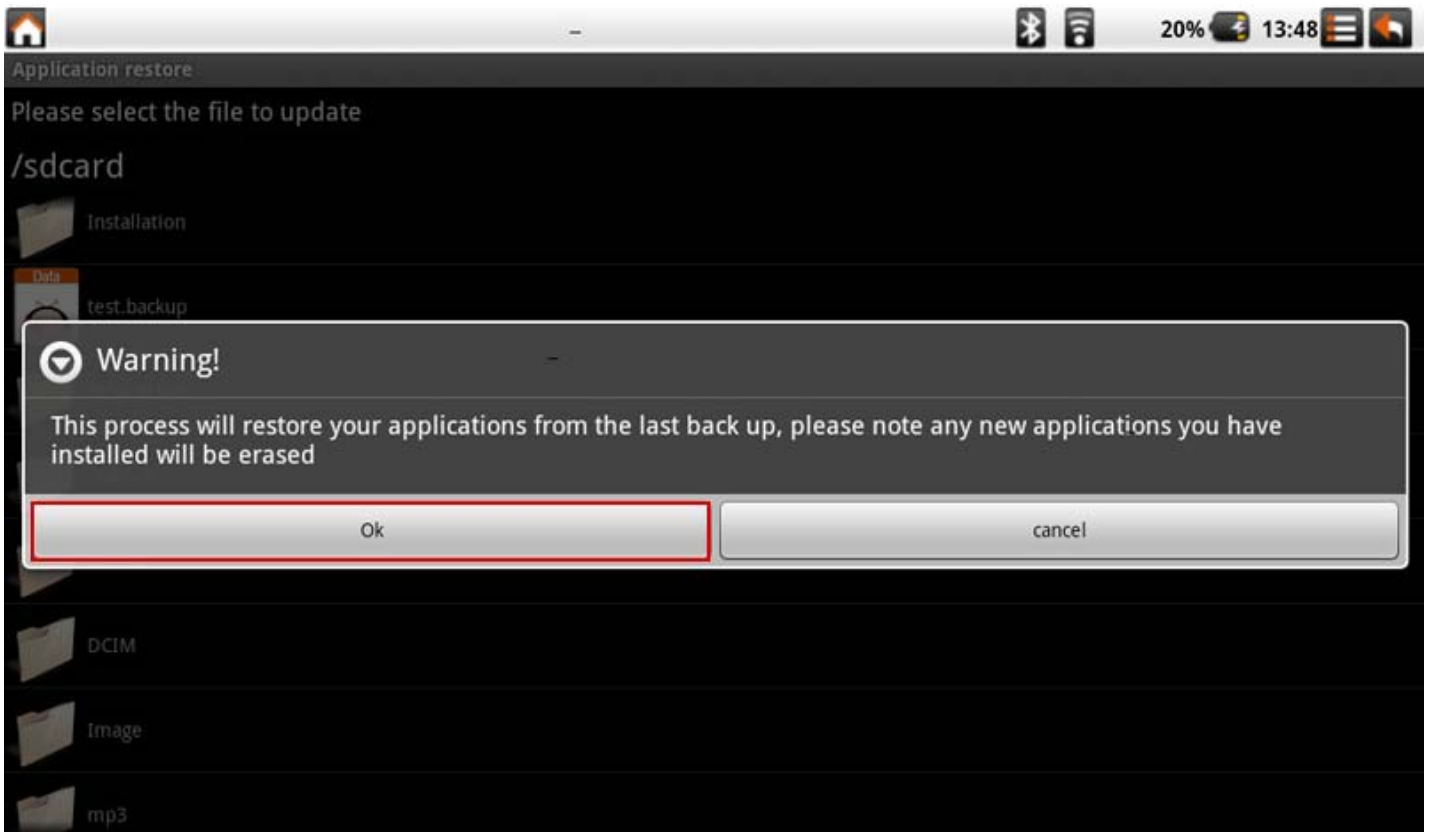 20% 13:48
Application restore
Please select the file to update
/sdcard
Installation
Data
test.backup
Warning!
This process will restore your applications from the last back up, please note any new applications you have
installed will be erased
Ok cancel
DCIM
Image
mp3